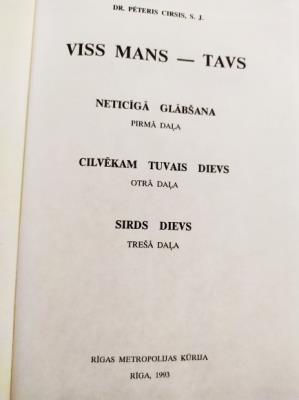 DR. PĒTERIS CIRSIS, S. J.
VISS MANS — TAVS
NETICĪGĀ GLĀBŠANA
PIRMĀ DAĻA
CILVĒKAM TUVAIS DIEVS
OTRĀ DAĻA
SIRDS DIEVS
TREŠĀ DAĻA
RĪGAS METROPOLIJAS KŪRIJA
RĪGA, 1993